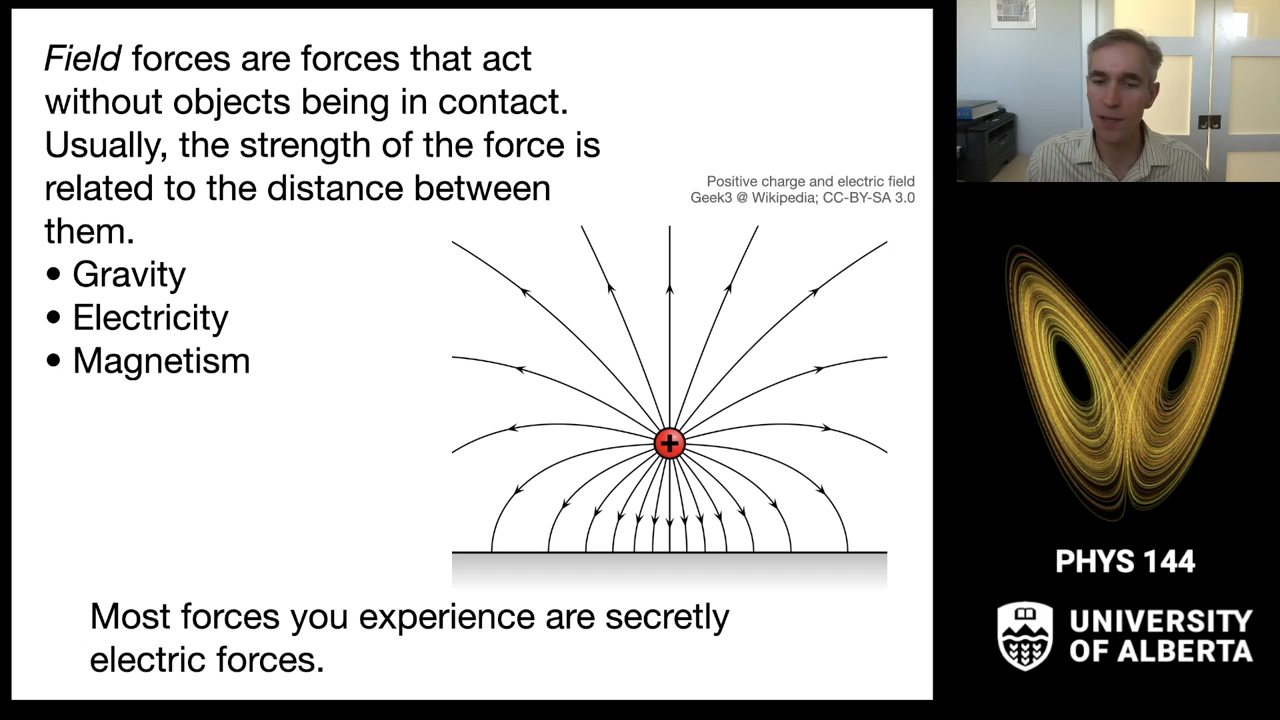 Field forces are forces that act
without objects being in contact.
Usually, the strength of the force is
related to the distance between
them.
• Gravity
• Electricity
• Magnetism
Positive charge and electric field
Geek3 @ Wikipedia; CC-BY-SA 3.0
+
Most forces you experience are secretly
electric forces.
PHYS 144
UNIVERSITY
OF ALBERTA